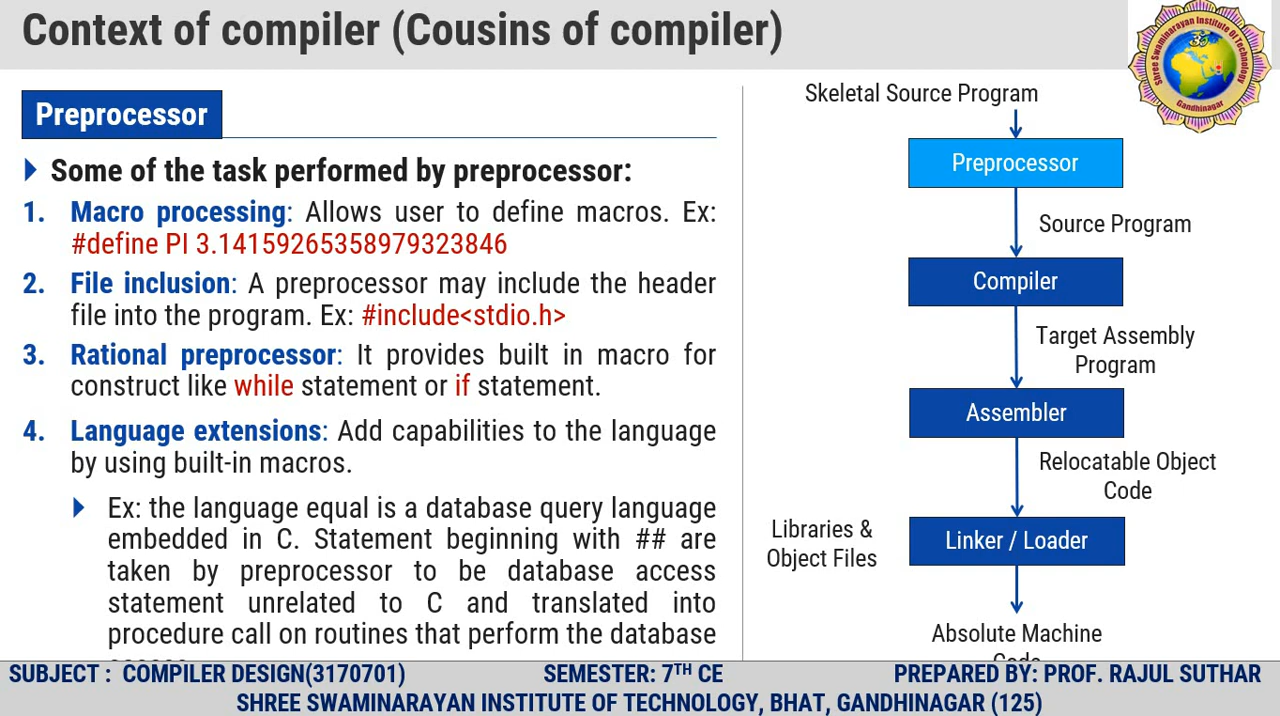 Context of compiler (Cousins of compiler)
Shree Swaminarayan Institute Of Technology
Gandhinagar
Preprocessor
Some of the task performed by preprocessor:
1. Macro processing: Allows user to define macros. Ex:
#define PI 3.14159265358979323846
2. File inclusion: A preprocessor may include the header
file into the program. Ex: #include<stdio.h>
3. Rational preprocessor: It provides built in macro for
construct like while statement or if statement.
4. Language extensions: Add capabilities to the language
by using built-in macros.
Ex: the language equal is a database query language
embedded in C. Statement beginning with ## are
taken by preprocessor to be database access
statement unrelated to C and translated into
procedure call on routines that perform the database
Skeletal Source Program
Preprocessor
Source Program
Compiler
Target Assembly
Program
Assembler
Relocatable Object
Code
Libraries &
Object Files
Linker / Loader
Absolute Machine
Code
SUBJECT : COMPILER DESIGN(3170701) SEMESTER: 7TH CE PREPARED BY: PROF. RAJUL SUTHAR
SHREE SWAMINARAYAN INSTITUTE OF TECHNOLOGY, BHAT, GANDHINAGAR (125)